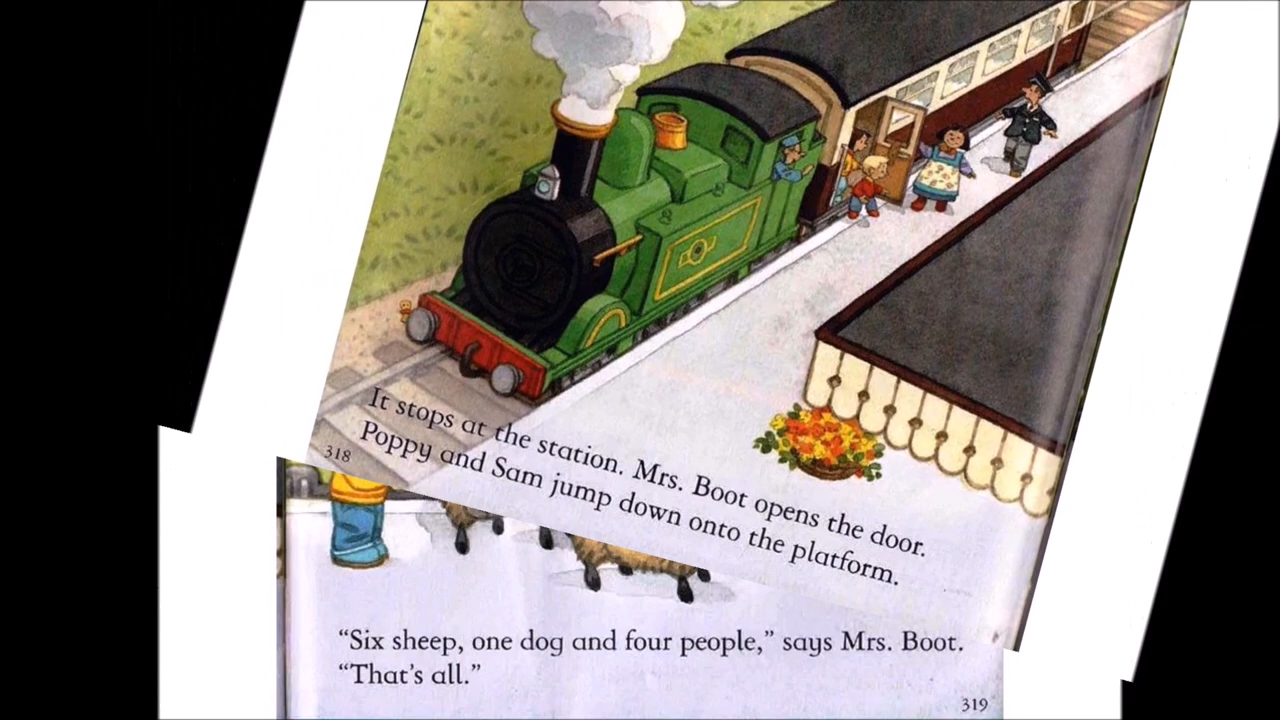 It stops at the station. Mrs. Boot opens the door.
Poppy and Sam jump down onto the platform.
318
“Six sheep, one dog and four people,” says Mrs. Boot.
“That’s all.”
319